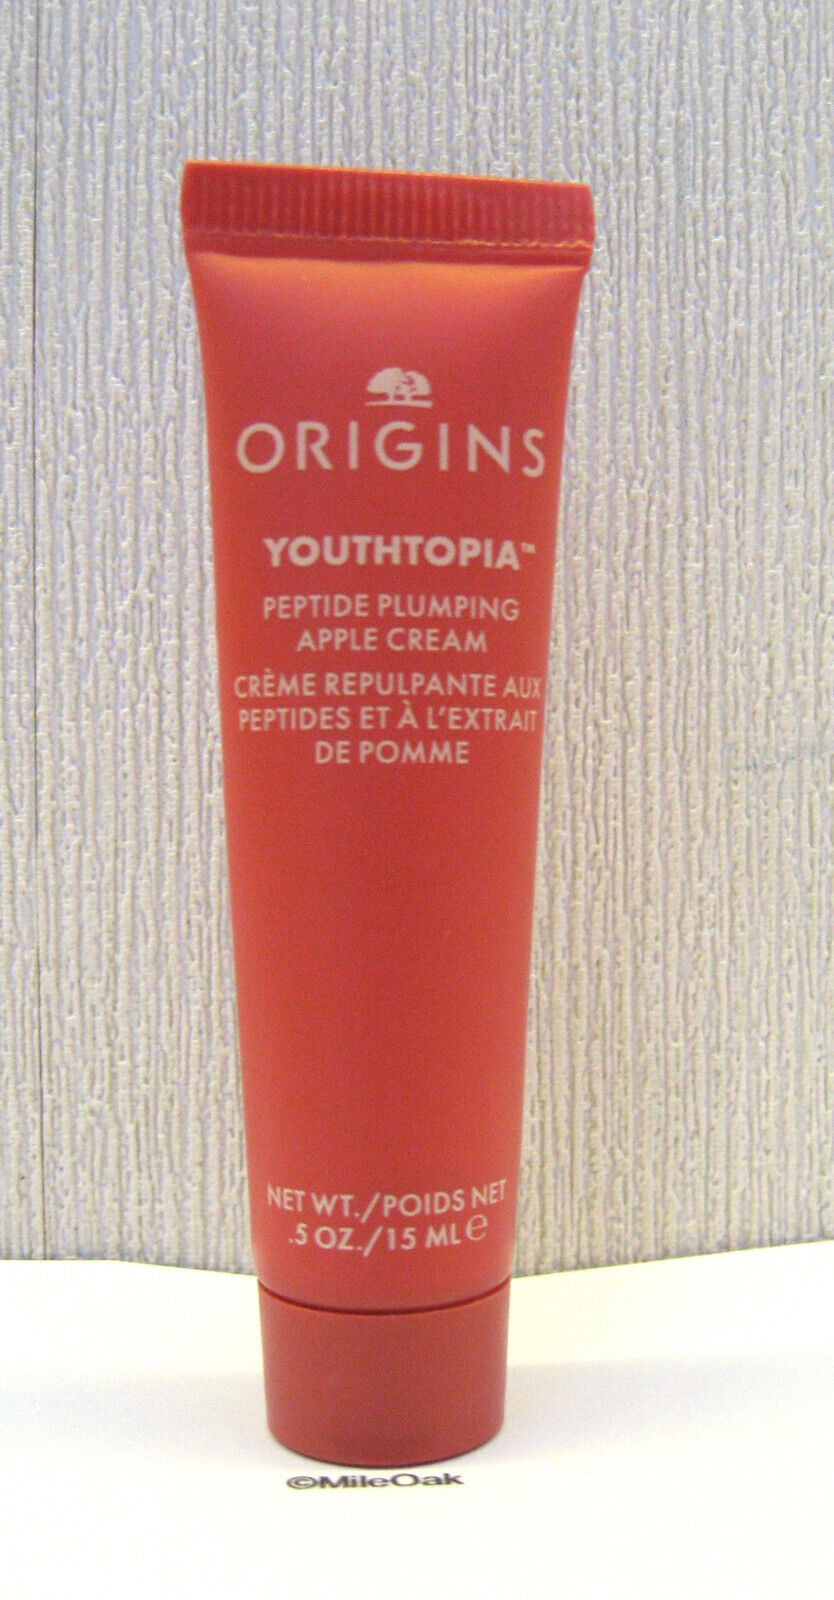 ORIGINS
YOUTHTOPIA™
PEPTIDE PLUMPING
APPLE CREAM
CRÈME REPULPANTE AUX
PEPTIDES ET À L'EXTRAIT
DE POMME
NET WT./POIDS NET
.5 OZ./15 ML ℮
©MileOak